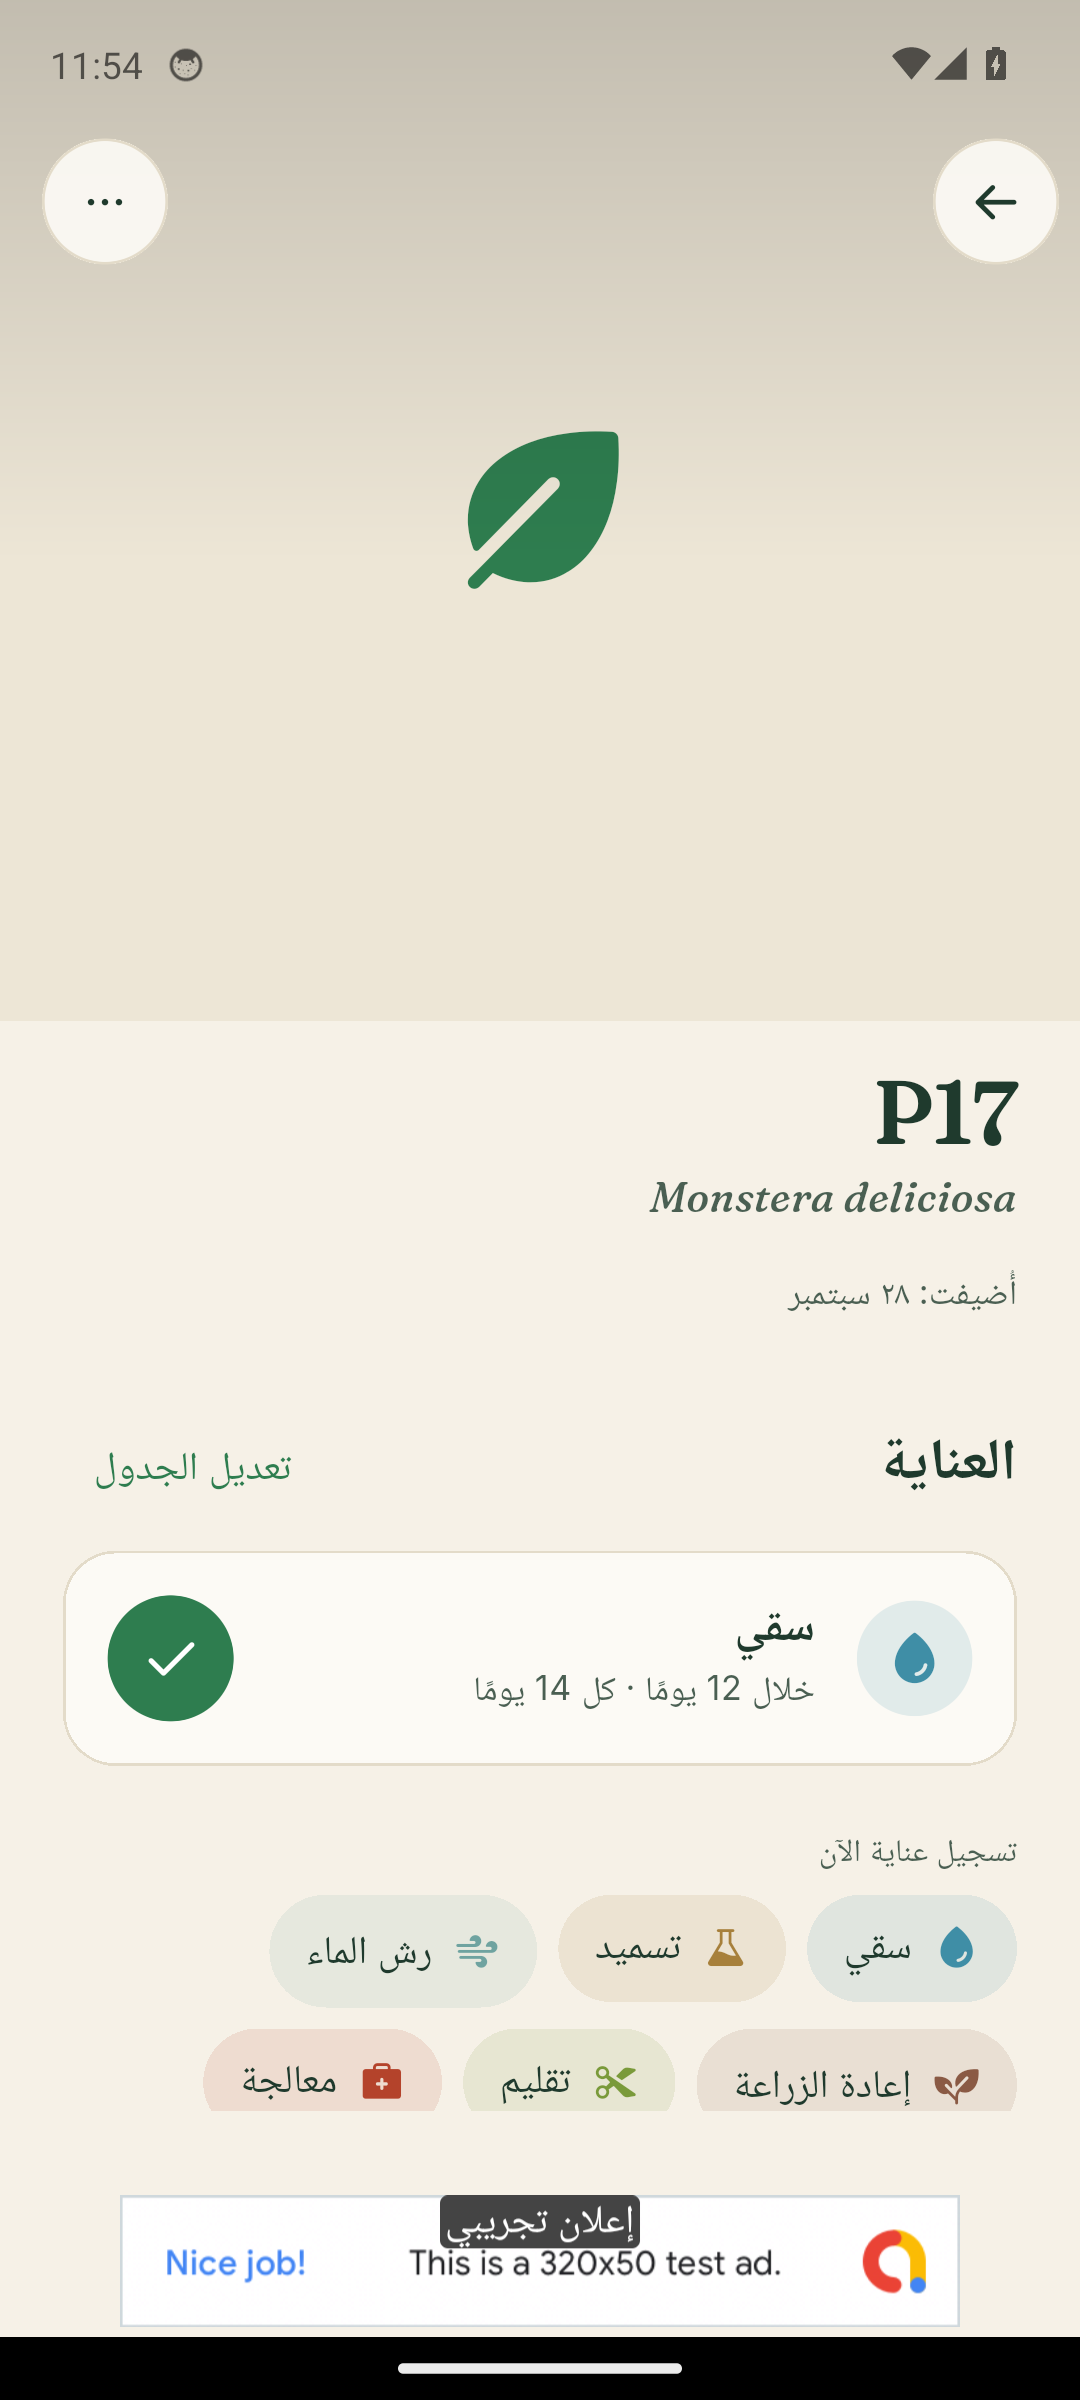 11:54
P17
Monstera deliciosa
أُضيفت: ٢٨ سبتمبر
العناية
تعديل الجدول
سقي
خلال 12 يومًا · كل 14 يومًا
تسجيل عناية الآن
سقي
تسميد
رش الماء
إعادة الزراعة
تقليم
معالجة
إعلان تجريبي
Nice job!
This is a 320x50 test ad.